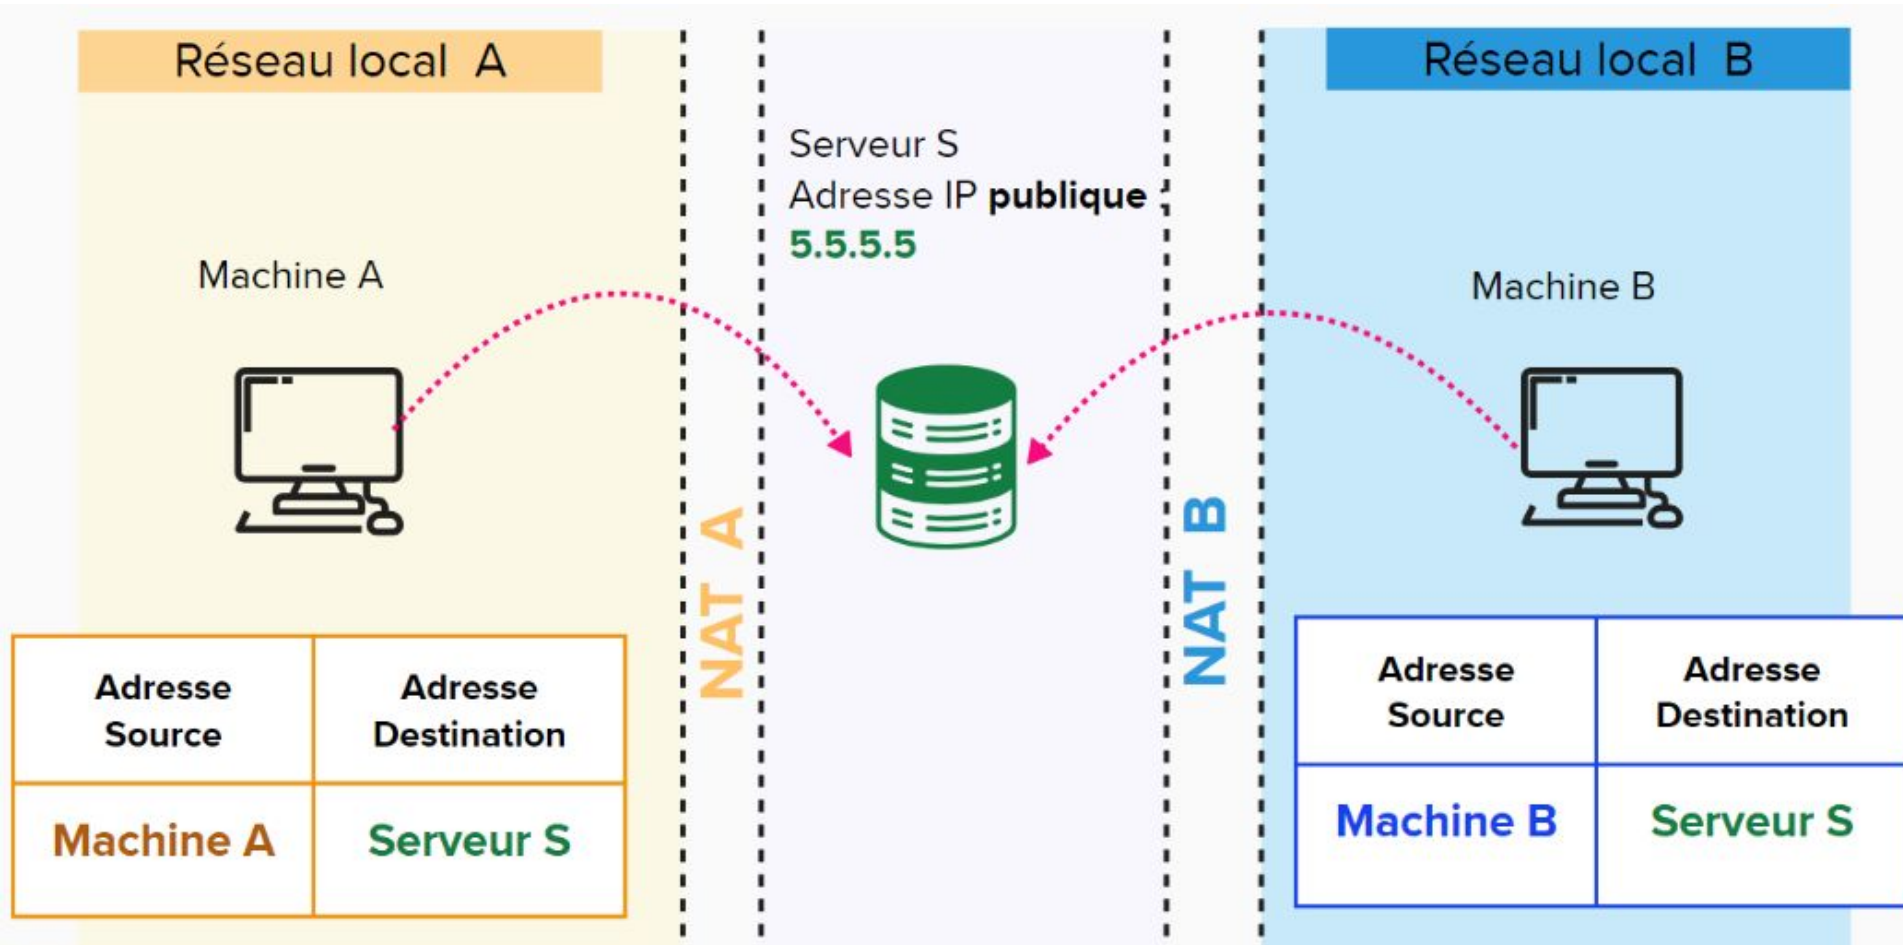 Réseau local A
Réseau local B
Serveur S
Adresse IP publique :
5.5.5.5
Machine A
Machine B
NAT A
NAT B
Adresse
Source
Adresse
Destination
Machine A
Serveur S
Adresse
Source
Adresse
Destination
Machine B
Serveur S